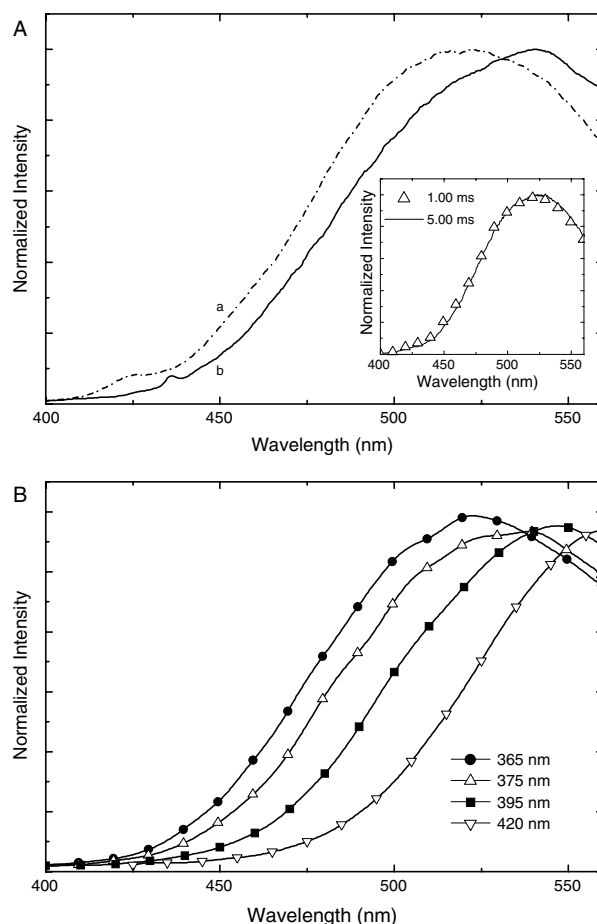 A
Normalized Intensity
a
b
Normalized Intensity
1.00 ms
5.00 ms
400 450 500 550
Wavelength (nm)
400 450 500 550
Wavelength (nm)
B
Normalized Intensity
365 nm
375 nm
395 nm
420 nm
400 450 500 550
Wavelength (nm)